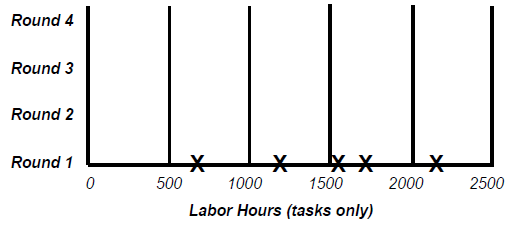 Round 4
Round 3
Round 2
Round 1
X X X X X
0 500 1000 1500 2000 2500
Labor Hours (tasks only)